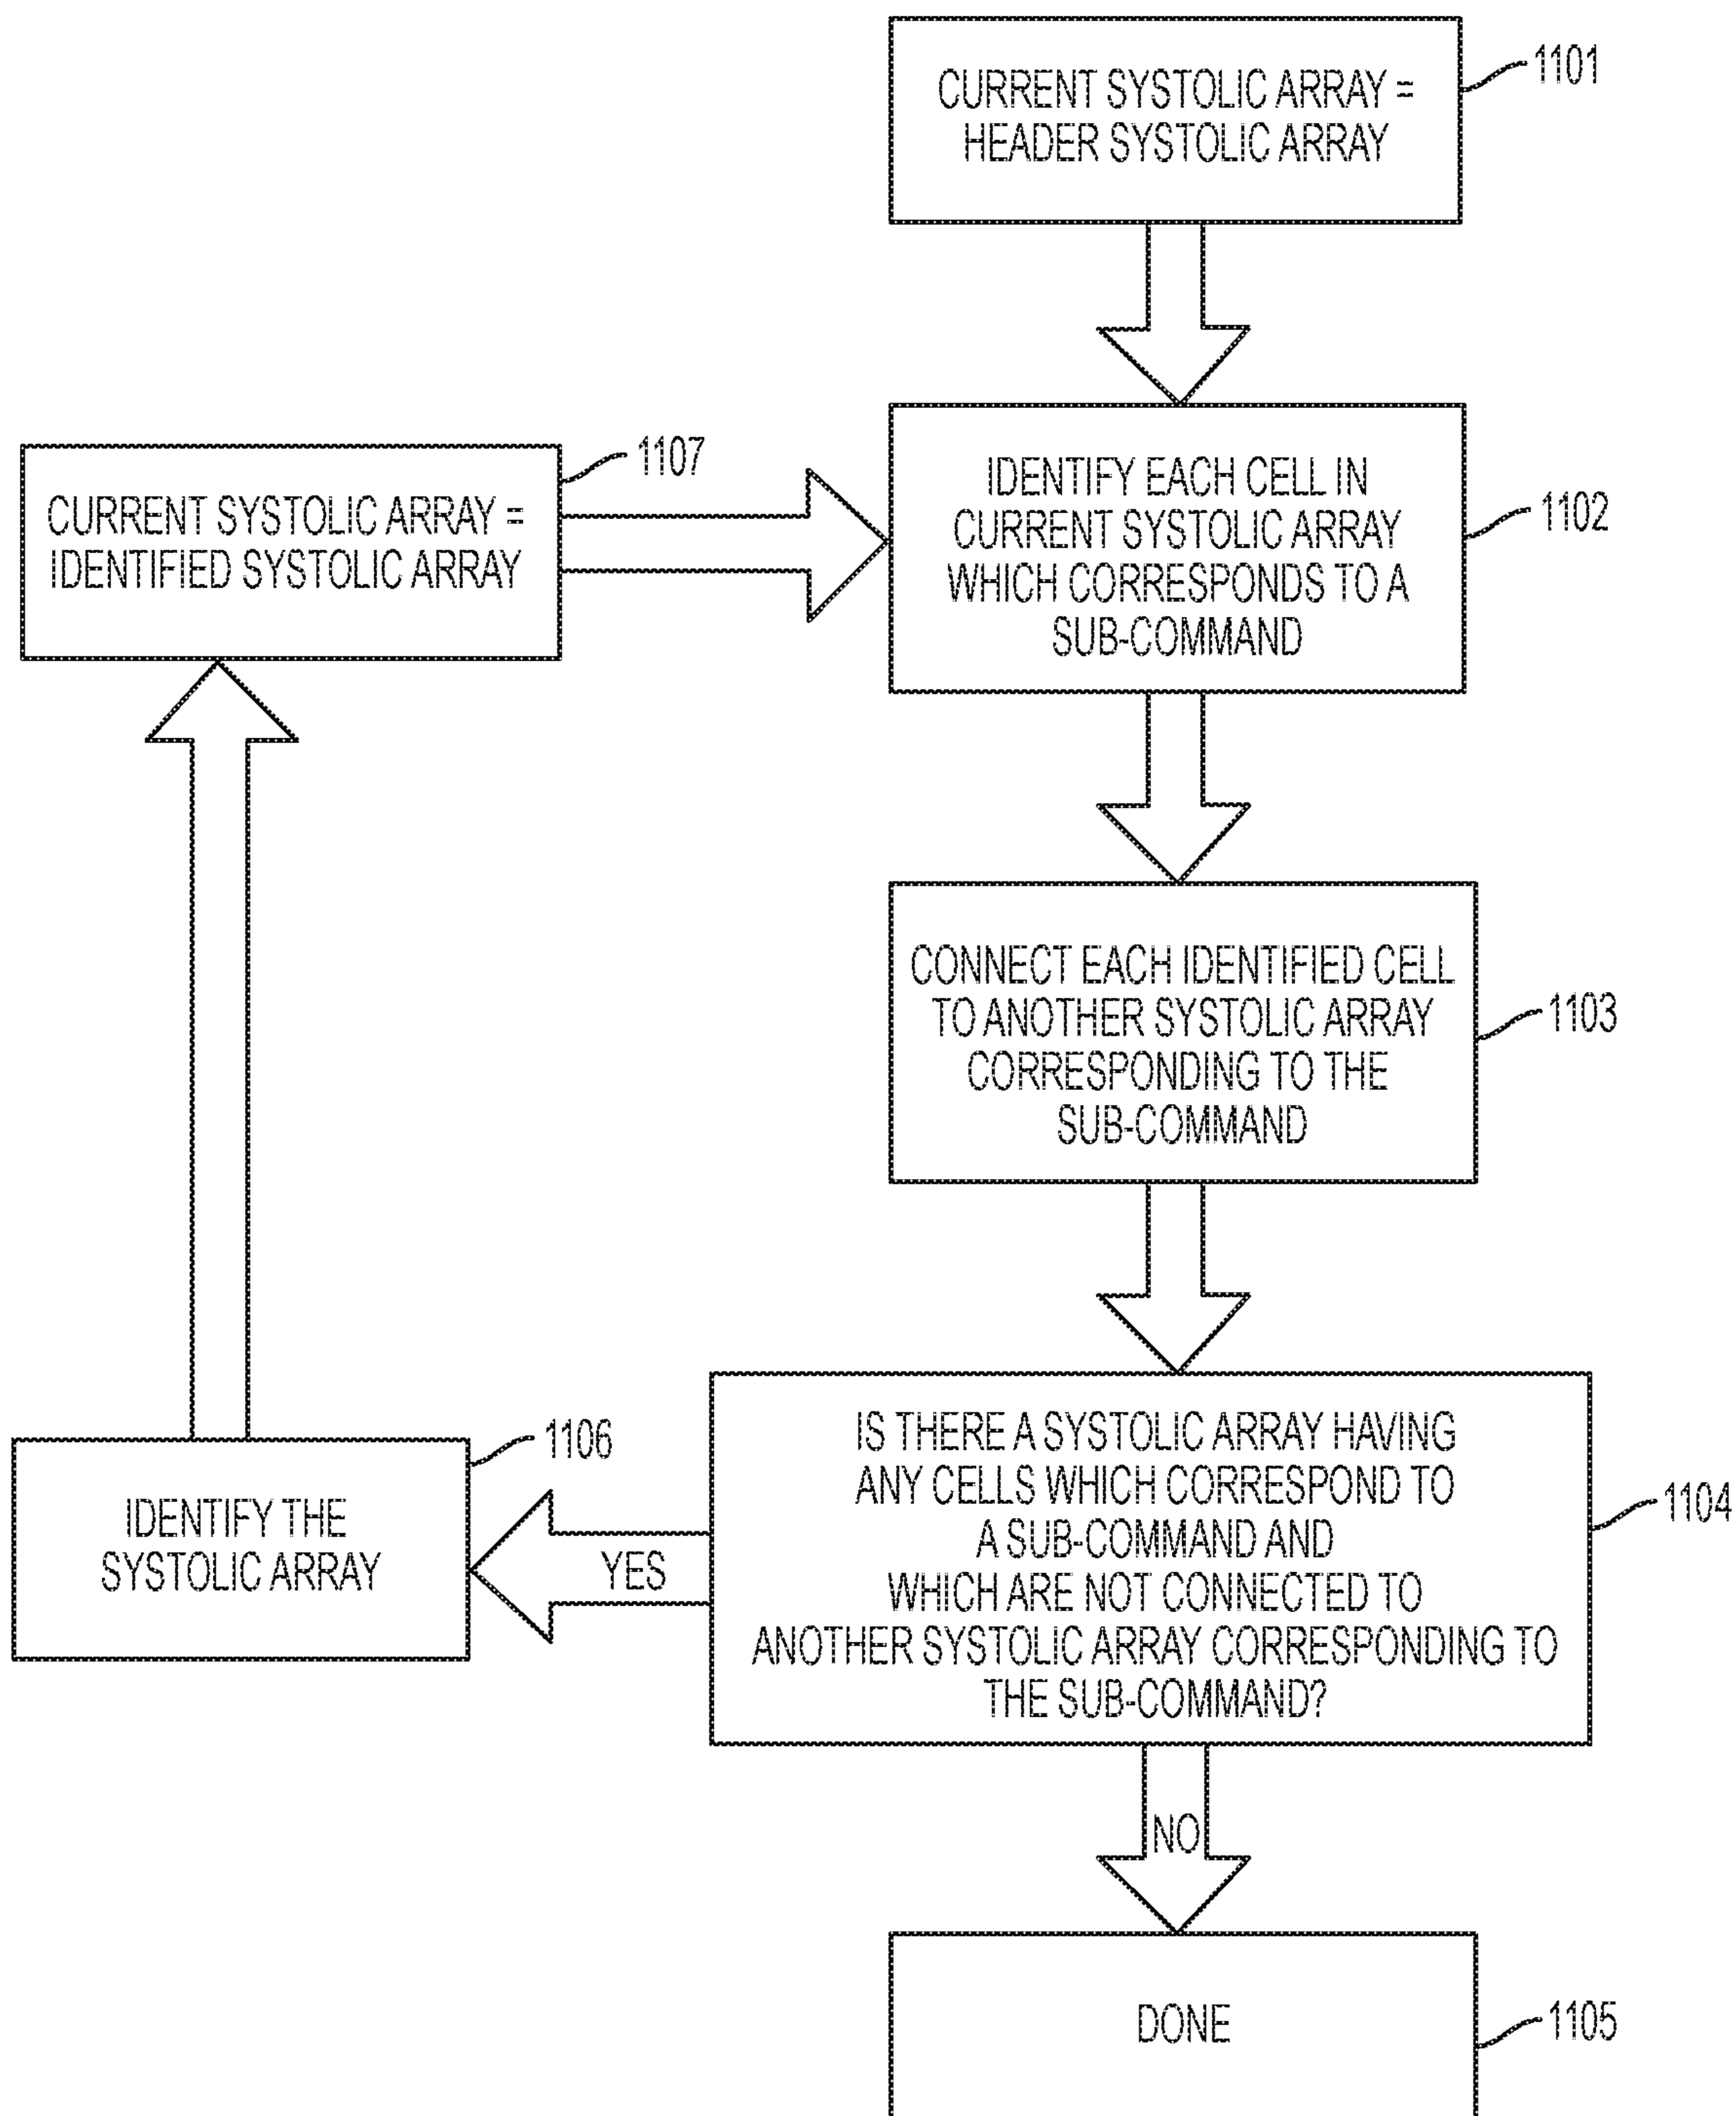 CURRENT SYSTOLIC ARRAY =
HEADER SYSTOLIC ARRAY
1101
IDENTIFY EACH CELL IN
CURRENT SYSTOLIC ARRAY
WHICH CORRESPONDS TO A
SUB-COMMAND
1102
CURRENT SYSTOLIC ARRAY =
IDENTIFIED SYSTOLIC ARRAY
1107
CONNECT EACH IDENTIFIED CELL
TO ANOTHER SYSTOLIC ARRAY
CORRESPONDING TO THE
SUB-COMMAND
1103
IS THERE A SYSTOLIC ARRAY HAVING
ANY CELLS WHICH CORRESPOND TO
A SUB-COMMAND AND
WHICH ARE NOT CONNECTED TO
ANOTHER SYSTOLIC ARRAY CORRESPONDING TO
THE SUB-COMMAND?
1104
YES
IDENTIFY THE
SYSTOLIC ARRAY
1106
NO
DONE
1105